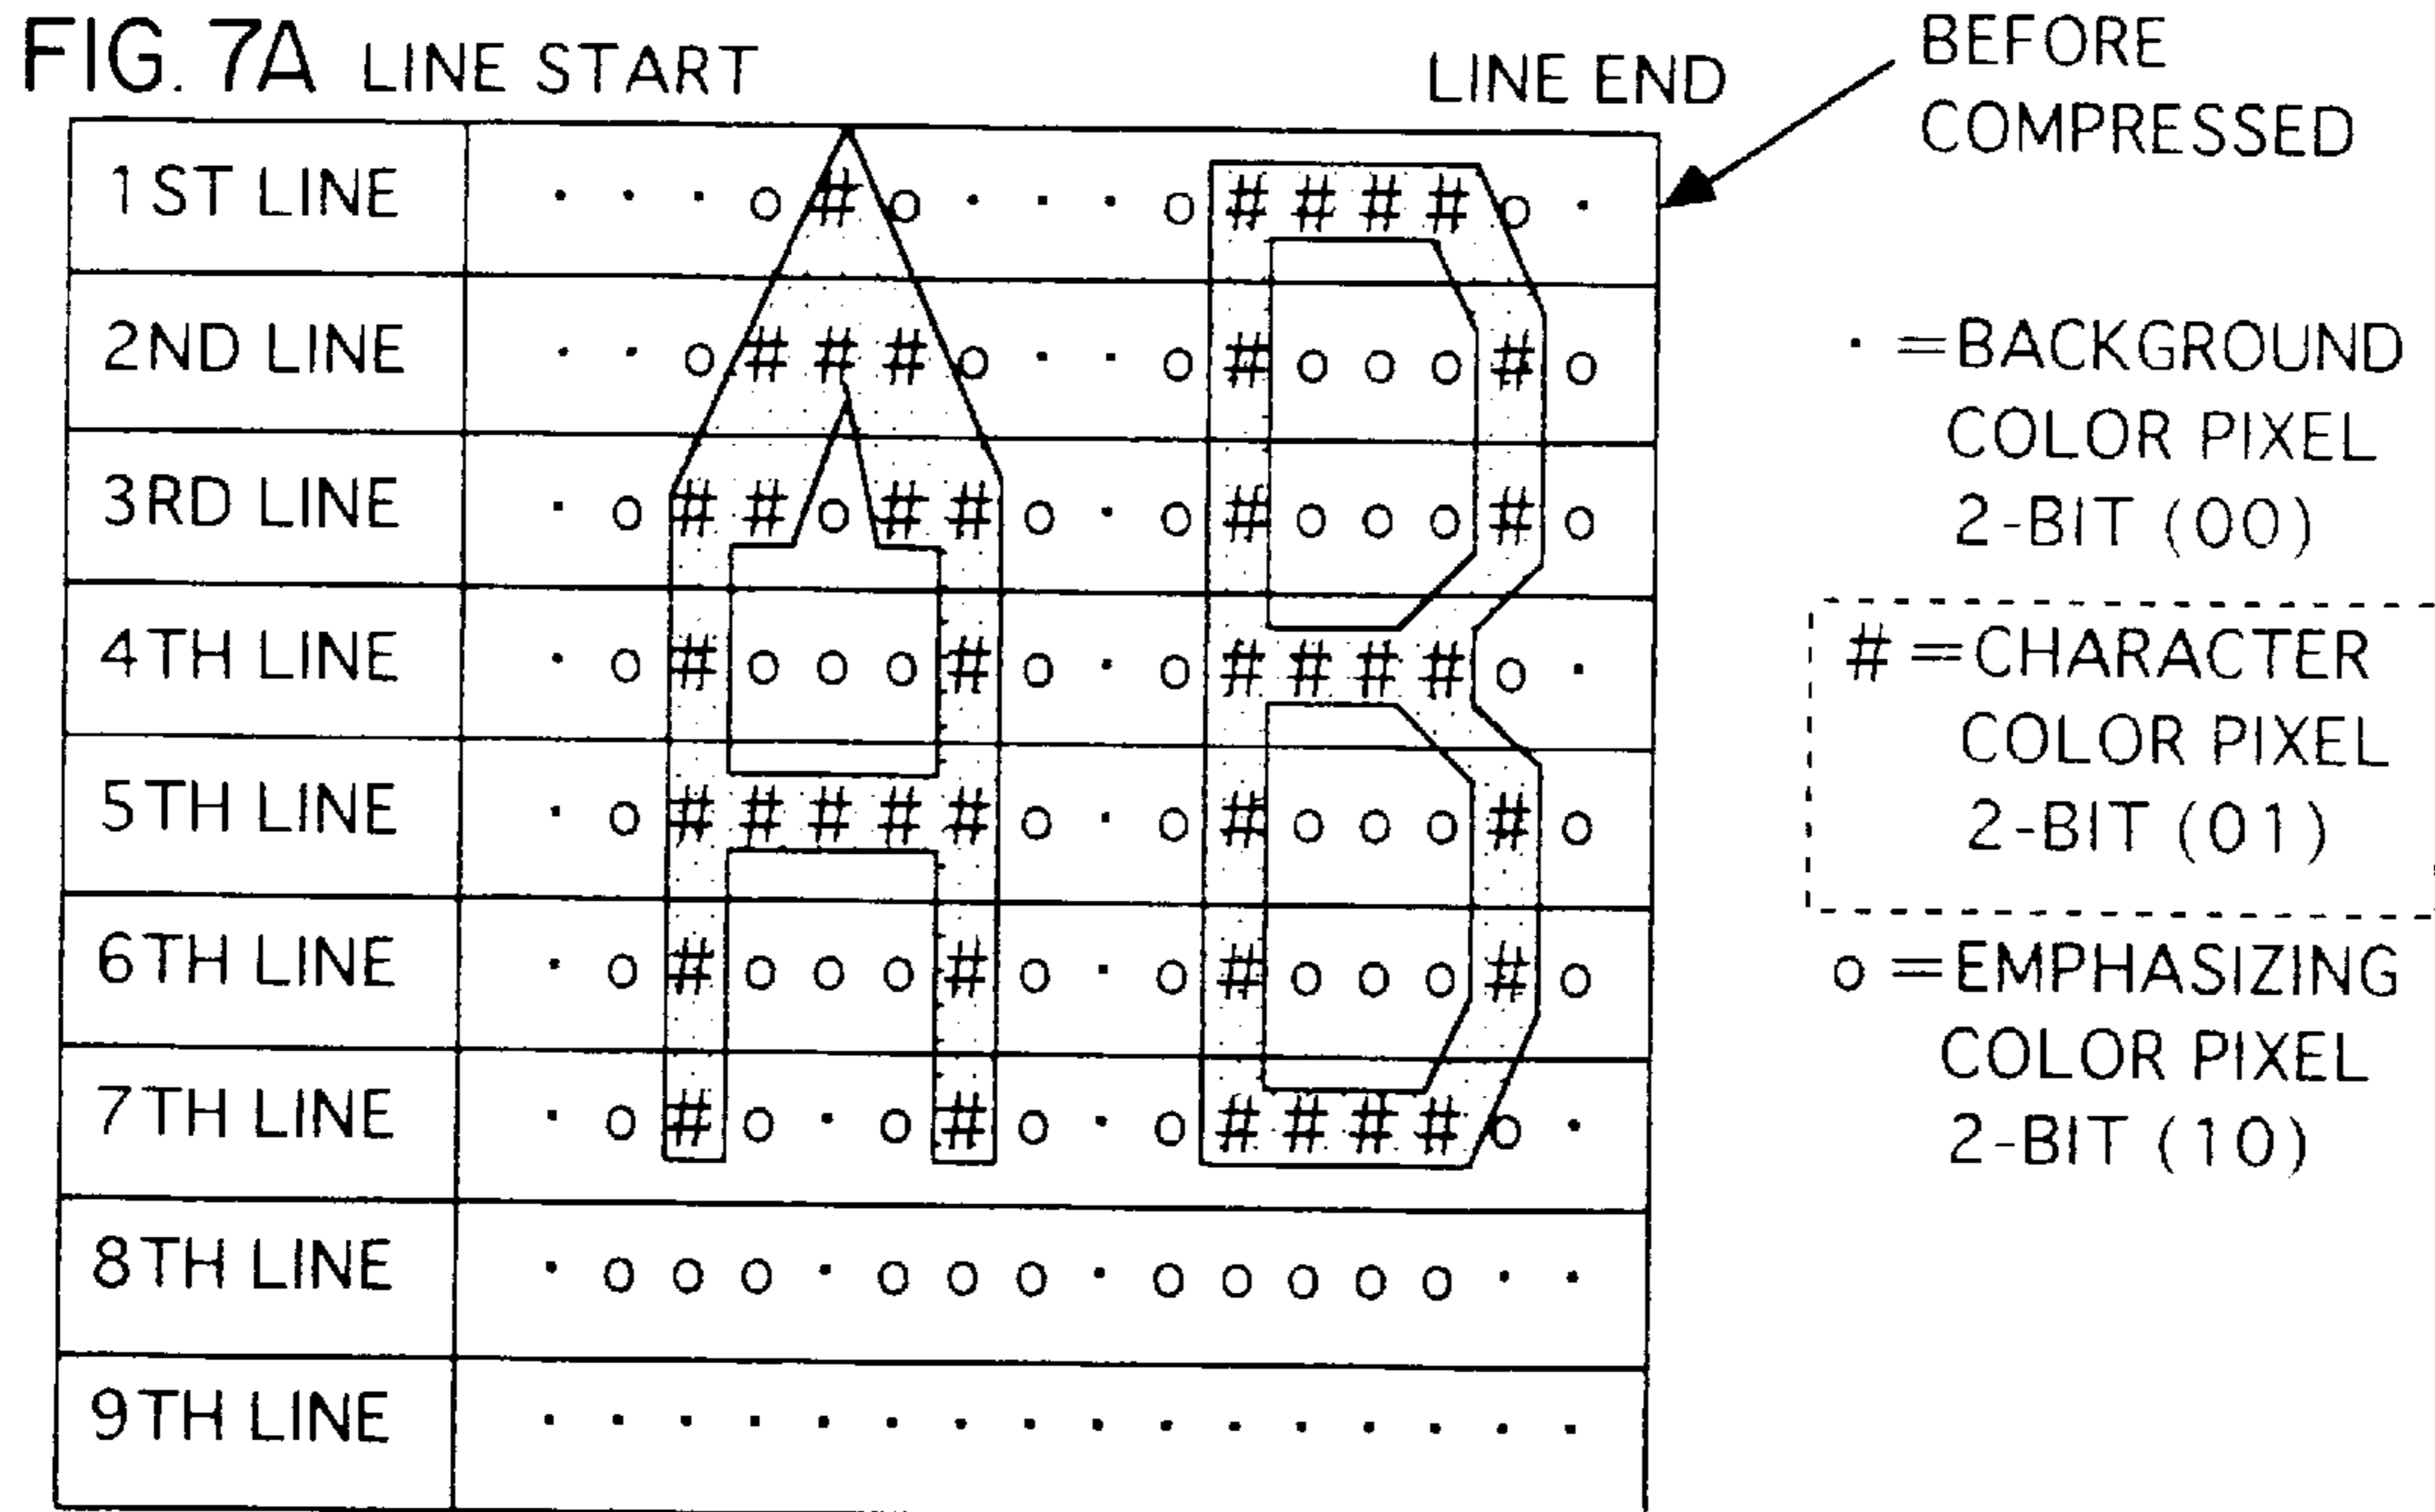 FIG. 7A LINE START LINE END BEFORE
COMPRESSED
1ST LINE . . . o # o . . . o # # # # o .
2ND LINE . . o # # # o . . o # o o o # o
3RD LINE . o # # o # # o . o # o o o # o
4TH LINE . o # o o o # o . o # # # # o .
5TH LINE . o # # # # # o . o # o o o # o
6TH LINE . o # o o o # o . o # o o o # o
7TH LINE . o # o . o # o . o # # # # o .
8TH LINE . o o o . o o o . o o o o o . .
9TH LINE . . . . . . . . . . . . . . . .
· =BACKGROUND
COLOR PIXEL
2-BIT (00)
# =CHARACTER
COLOR PIXEL
2-BIT (01)
o =EMPHASIZING
COLOR PIXEL
2-BIT (10)